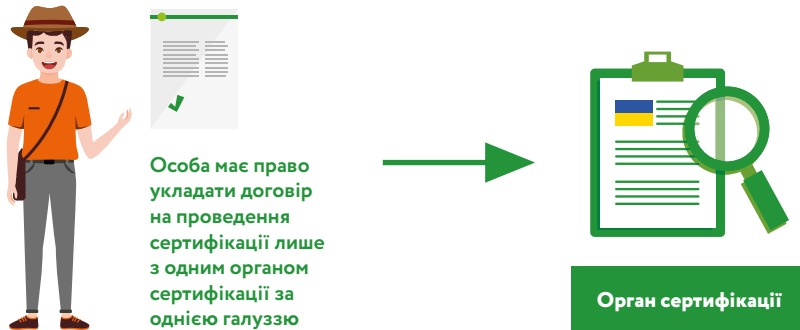 Особа має право
укладати договір
на проведення
сертифікації лише
з одним органом
сертифікації за
однією галуззю
Орган сертифікації